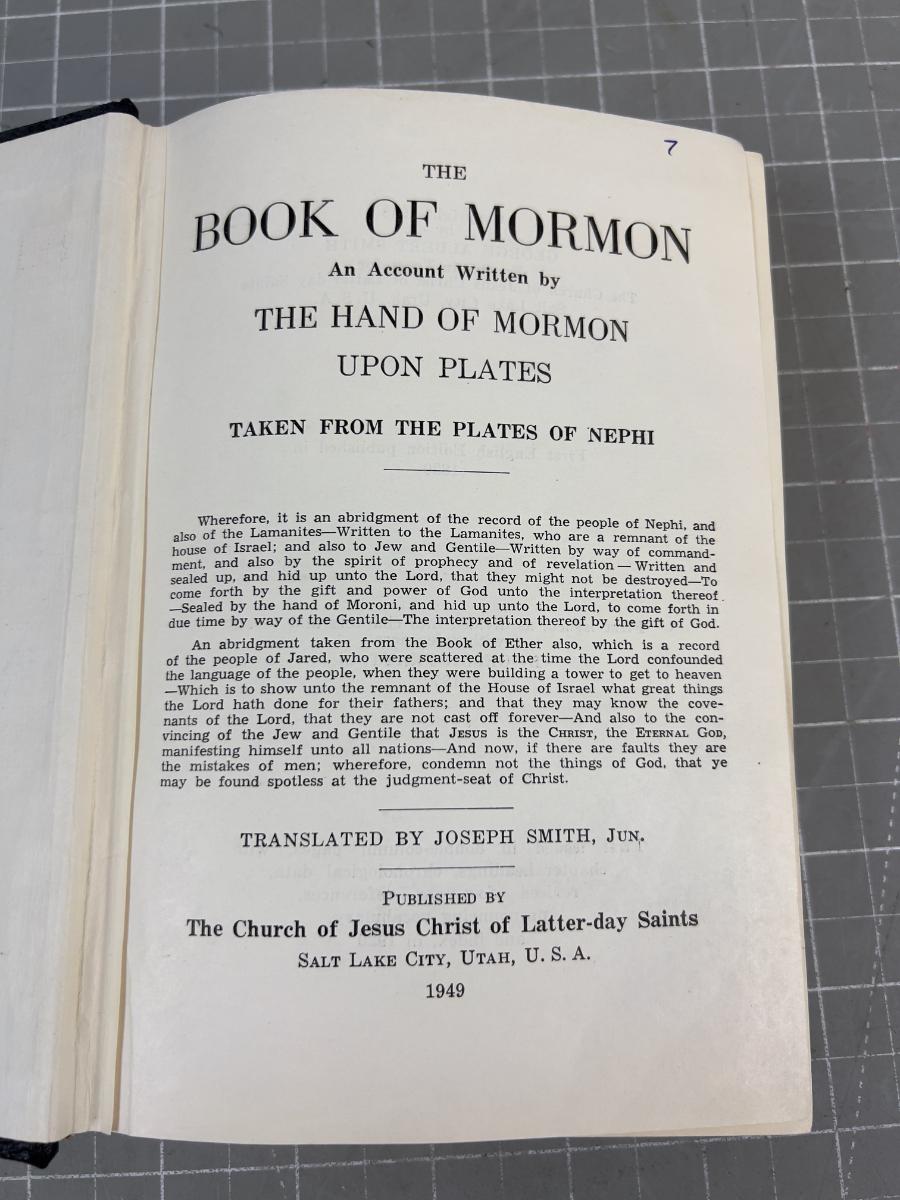 7
THE
BOOK OF MORMON
An Account Written by
THE HAND OF MORMON
UPON PLATES
TAKEN FROM THE PLATES OF NEPHI
Wherefore, it is an abridgment of the record of the people of Nephi, and
also of the Lamanites—Written to the Lamanites, who are a remnant of the
house of Israel; and also to Jew and Gentile—Written by way of command-
ment, and also by the spirit of prophecy and of revelation — Written and
sealed up, and hid up unto the Lord, that they might not be destroyed—To
come forth by the gift and power of God unto the interpretation thereof
—Sealed by the hand of Moroni, and hid up unto the Lord, to come forth in
due time by way of the Gentile—The interpretation thereof by the gift of God.
An abridgment taken from the Book of Ether also, which is a record
of the people of Jared, who were scattered at the time the Lord confounded
the language of the people, when they were building a tower to get to heaven
—Which is to show unto the remnant of the House of Israel what great things
the Lord hath done for their fathers; and that they may know the cove-
nants of the Lord, that they are not cast off forever—And also to the con-
vincing of the Jew and Gentile that JESUS is the CHRIST, the ETERNAL GOD,
manifesting himself unto all nations—And now, if there are faults they are
the mistakes of men; wherefore, condemn not the things of God, that ye
may be found spotless at the judgment-seat of Christ.
TRANSLATED BY JOSEPH SMITH, JUN.
PUBLISHED BY
The Church of Jesus Christ of Latter-day Saints
SALT LAKE CITY, UTAH, U. S. A.
1949